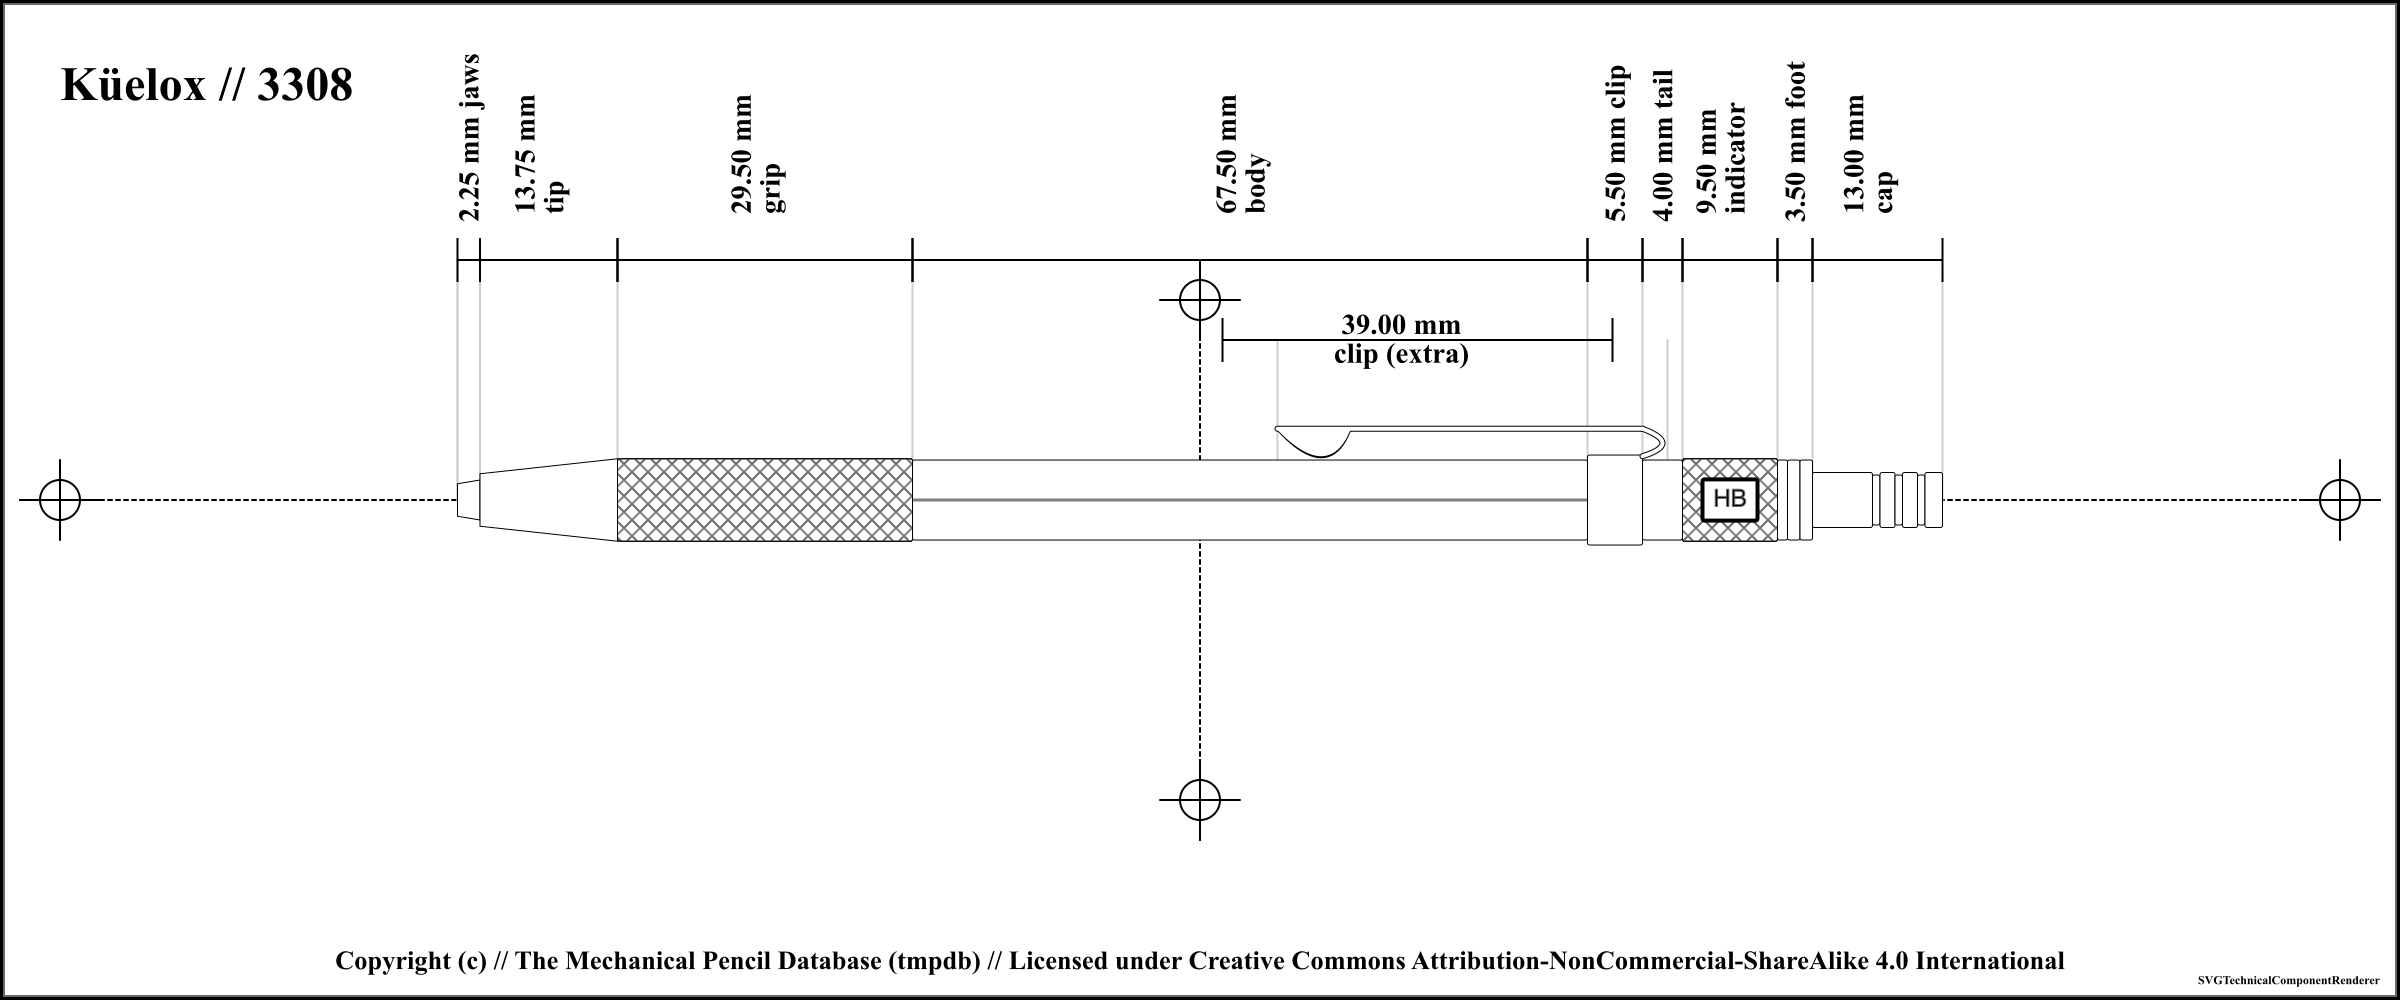 Küelox // 3308
2.25 mm jaws
13.75 mm
tip
29.50 mm
grip
67.50 mm
body
5.50 mm clip
4.00 mm tail
9.50 mm
indicator
3.50 mm foot
13.00 mm
cap
39.00 mm
clip (extra)
HB
Copyright (c) // The Mechanical Pencil Database (tmpdb) // Licensed under Creative Commons Attribution-NonCommercial-ShareAlike 4.0 International
SVGTechnicalComponentRenderer